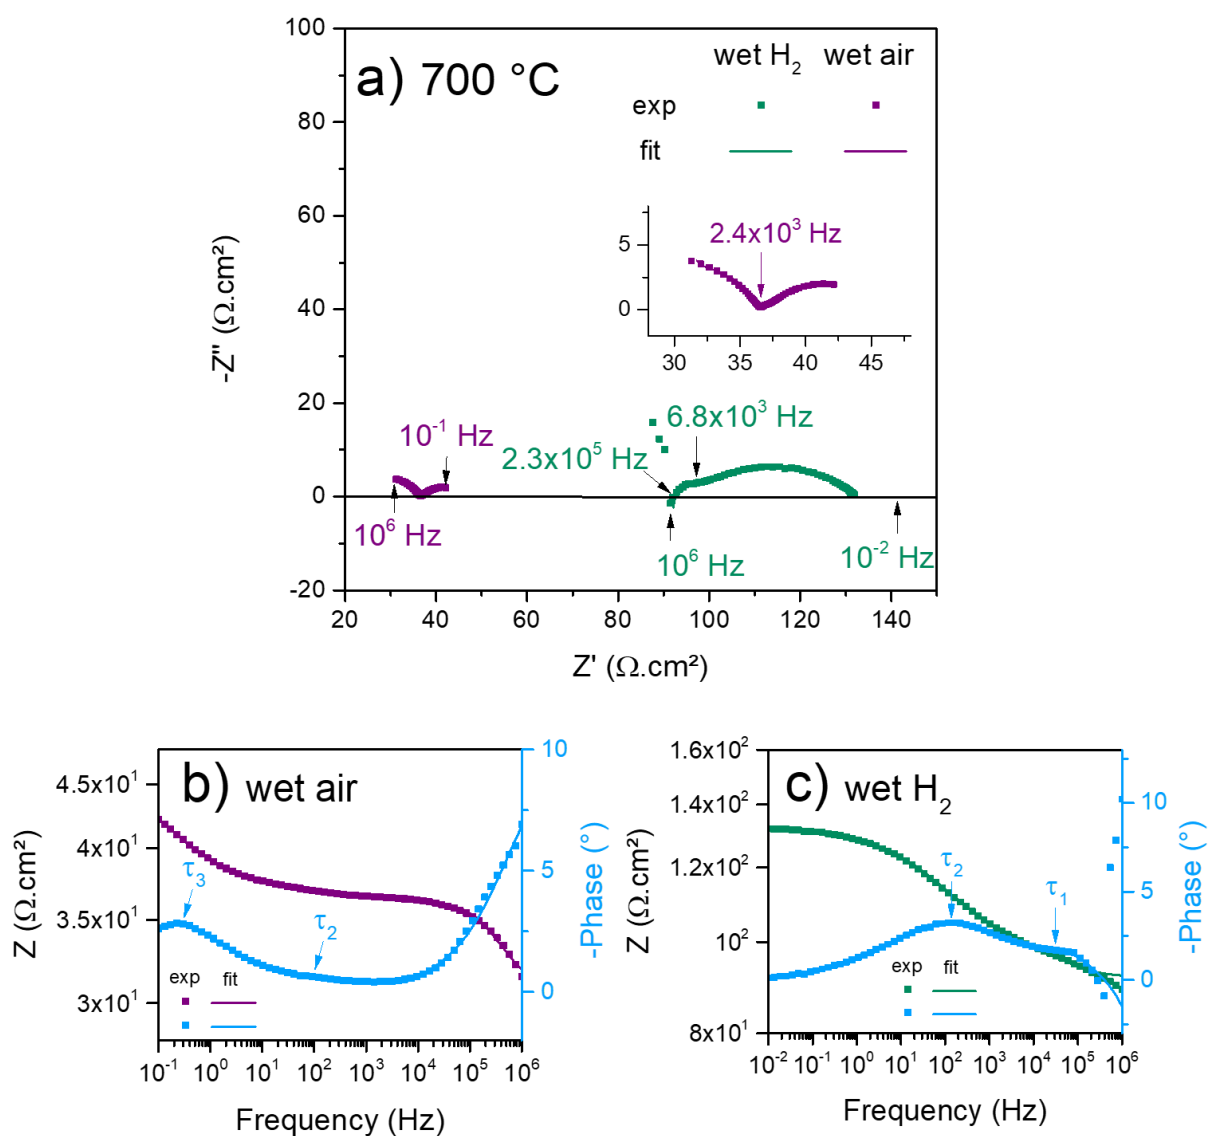 a) 700 °C
wet H₂ wet air
exp
fit
100
80
60
40
20
0
-20
-Z'' (Ω.cm²)
20 40 60 80 100 120 140
Z' (Ω.cm²)
2.4x10³ Hz
5
0
30 35 40 45
10⁻¹ Hz
10⁶ Hz
6.8x10³ Hz
2.3x10⁵ Hz
10⁶ Hz
10⁻² Hz
b) wet air
Z (Ω.cm²)
4.5x10¹
4x10¹
3.5x10¹
3x10¹
τ₃
τ₂
exp fit
10
5
0
-Phase (°)
10⁻¹ 10⁰ 10¹ 10² 10³ 10⁴ 10⁵ 10⁶
Frequency (Hz)
c) wet H₂
Z (Ω.cm²)
1.6x10²
1.4x10²
1.2x10²
10²
8x10¹
τ₂
τ₁
exp fit
10
5
0
-Phase (°)
10⁻² 10⁻¹ 10⁰ 10¹ 10² 10³ 10⁴ 10⁵ 10⁶
Frequency (Hz)